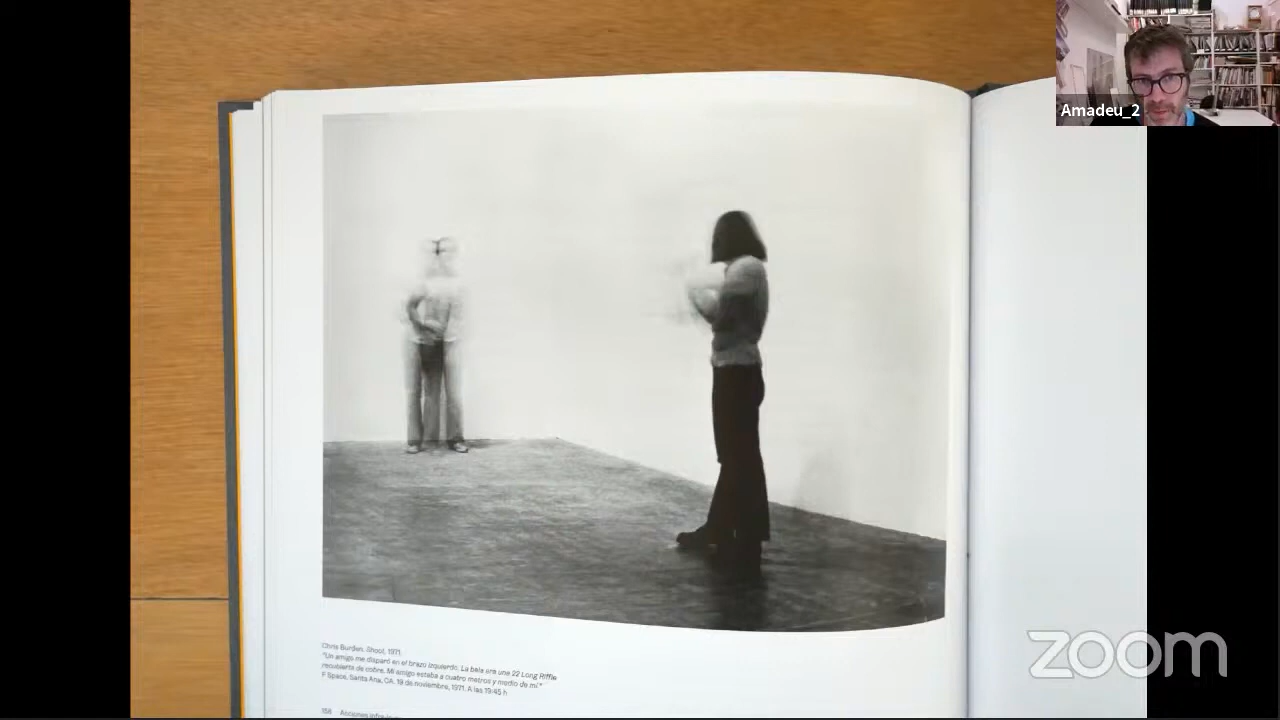 Amadeu_2
Chris Burden. Shoot, 1971.
"Un amigo me disparó en el brazo izquierdo. La bala era una 22 Long Riffle
recubierta de cobre. Mi amigo estaba a cuatro metros y medio de mí."
F Space, Santa Ana, CA. 19 de noviembre, 1971. A las 19:45 h
158 Acciones
zoom